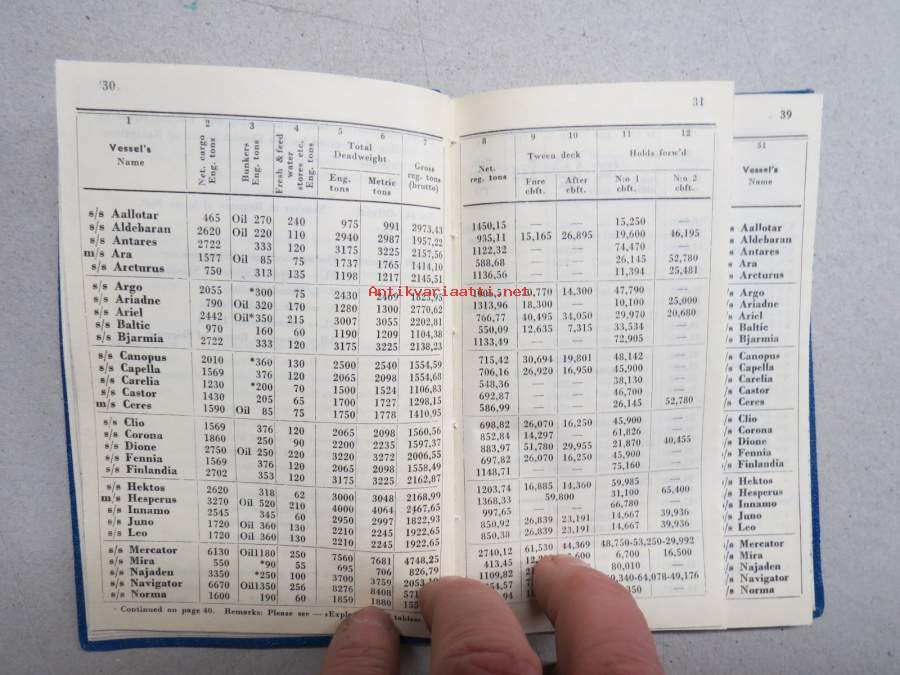 30
1 2 3 4 5 6 7
Vessel's Name Net. cargo Eng. tons Bunkers Eng. tons Fresh & feed water stores etc, Eng. tons Total Deadweight Gross reg. tons (brutto)
Eng. tons Metric tons
s/s Aallotar 465 Oil 270 240 975 991 2973,43
s/s Aldebaran 2620 Oil 220 110 2940 2987 1957,22
s/s Antares 2722 333 120 3175 3225 2157,56
m/s Ara 1577 Oil 85 75 1737 1765 1414,10
s/s Arcturus 750 313 135 1198 1217 2145,51
s/s Argo 2055 *300 75 2430 2469 1825,95
s/s Ariadne 790 Oil 320 170 1280 1300 2770,62
s/s Ariel 2442 Oil*350 215 3007 3055 2202,81
s/s Baltic 970 160 60 1190 1209 1104,38
s/s Bjarmia 2722 333 120 3175 3225 2138,23
s/s Canopus 2010 *360 130 2500 2540 1554,59
s/s Capella 1569 376 120 2065 2098 1554,68
s/s Carelia 1230 *200 70 1500 1524 1106,83
s/s Castor 1430 205 65 1700 1727 1298,15
m/s Ceres 1590 Oil 85 75 1750 1778 1410,95
s/s Clio 1569 376 120 2065 2098 1560,56
s/s Corona 1860 250 90 2200 2235 1597,37
s/s Dione 2750 Oil 250 220 3220 3272 2006,55
s/s Fennia 1569 376 120 2065 2098 1558,49
s/s Finlandia 2702 353 120 3175 3225 2162,87
s/s Hektos 2620 318 62 3000 3048 2168,99
m/s Hesperus 3270 Oil 520 210 4000 4064 2467,65
s/s Innamo 2545 345 60 2950 2997 1822,93
s/s Juno 1720 Oil 360 130 2210 2245 1922,65
s/s Leo 1720 Oil 360 130 2210 2245 1922,65
s/s Mercator 6130 Oil1180 250 7560 7681 4748,25
s/s Mira 550 *90 55 695 706 826,79
s/s Najaden 3350 *250 100 3700 3759
s/s Navigator 6670 Oil1350 256 8276 8408
s/s Norma 1600 190 60 1850 1880
Continued on page 40. Remarks: Please see —
31
8 9 10 11 12
Net. reg. tons Tween deck Holds forw'd
Fore cbft. After cbft. N:o 1 cbft. N:o 2 cbft.
1450,15 — — 15,250 —
935,11 15,165 26,895 19,600 46,195
1122,32 — — 74,470 —
588,68 — — 26,145 52,780
1136,56 — — 11,394 25,481
20,770 14,300 47,790 —
1313,96 18,300 — 10,100 25,000
766,77 40,495 34,050 29,970 20,680
550,09 12,635 7,315 33,534 —
1133,49 — — 72,905 —
715,42 30,694 19,801 48,142 —
706,16 26,920 16,950 45,900 —
548,36 — — 38,130 —
692,87 — — 46,700 —
586,99 — — 26,145 52,780
698,82 26,070 16,250 45,900 —
852,84 14,297 — 61,826 —
883,97 51,780 29,955 21,870 40,455
697,82 26,070 16,250 45,900 —
1148,71 — — 75,160 —
1203,74 16,885 14,360 59,985 —
1368,33 59,800 31,100 65,400
997,65 — — 66,780 —
850,92 26,839 23,191 14,667 39,936
850,38 26,839 23,191 14,667 39,936
2740,12 61,530 44,369 48,750-53,250-29,992
413,45 6,700 16,500
1109,82 80,010 —
0,340-64,078-49,176
39
51
Vessel's Name
s Aallotar
s Aldebaran
s Antares
s Ara
s Arcturus
/s Argo
/s Ariadne
/s Ariel
/s Baltic
/s Bjarmia
/s Canopus
/s Capella
/s Carelia
/s Castor
/s Ceres
/s Clio
/s Corona
/s Dione
/s Fennia
/s Finlandia
/s Hektos
/s Hesperus
/s Innamo
/s Juno
/s Leo
/s Mercator
/s Mira
/s Najaden
/s Navigator
/s Norma
Antikvariaatti.net